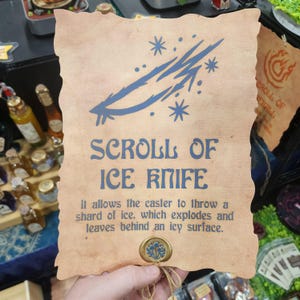 SCROLL OF
ICE KNIFE
It allows the caster to throw a
shard of ice, which explodes and
leaves behind an icy surface.